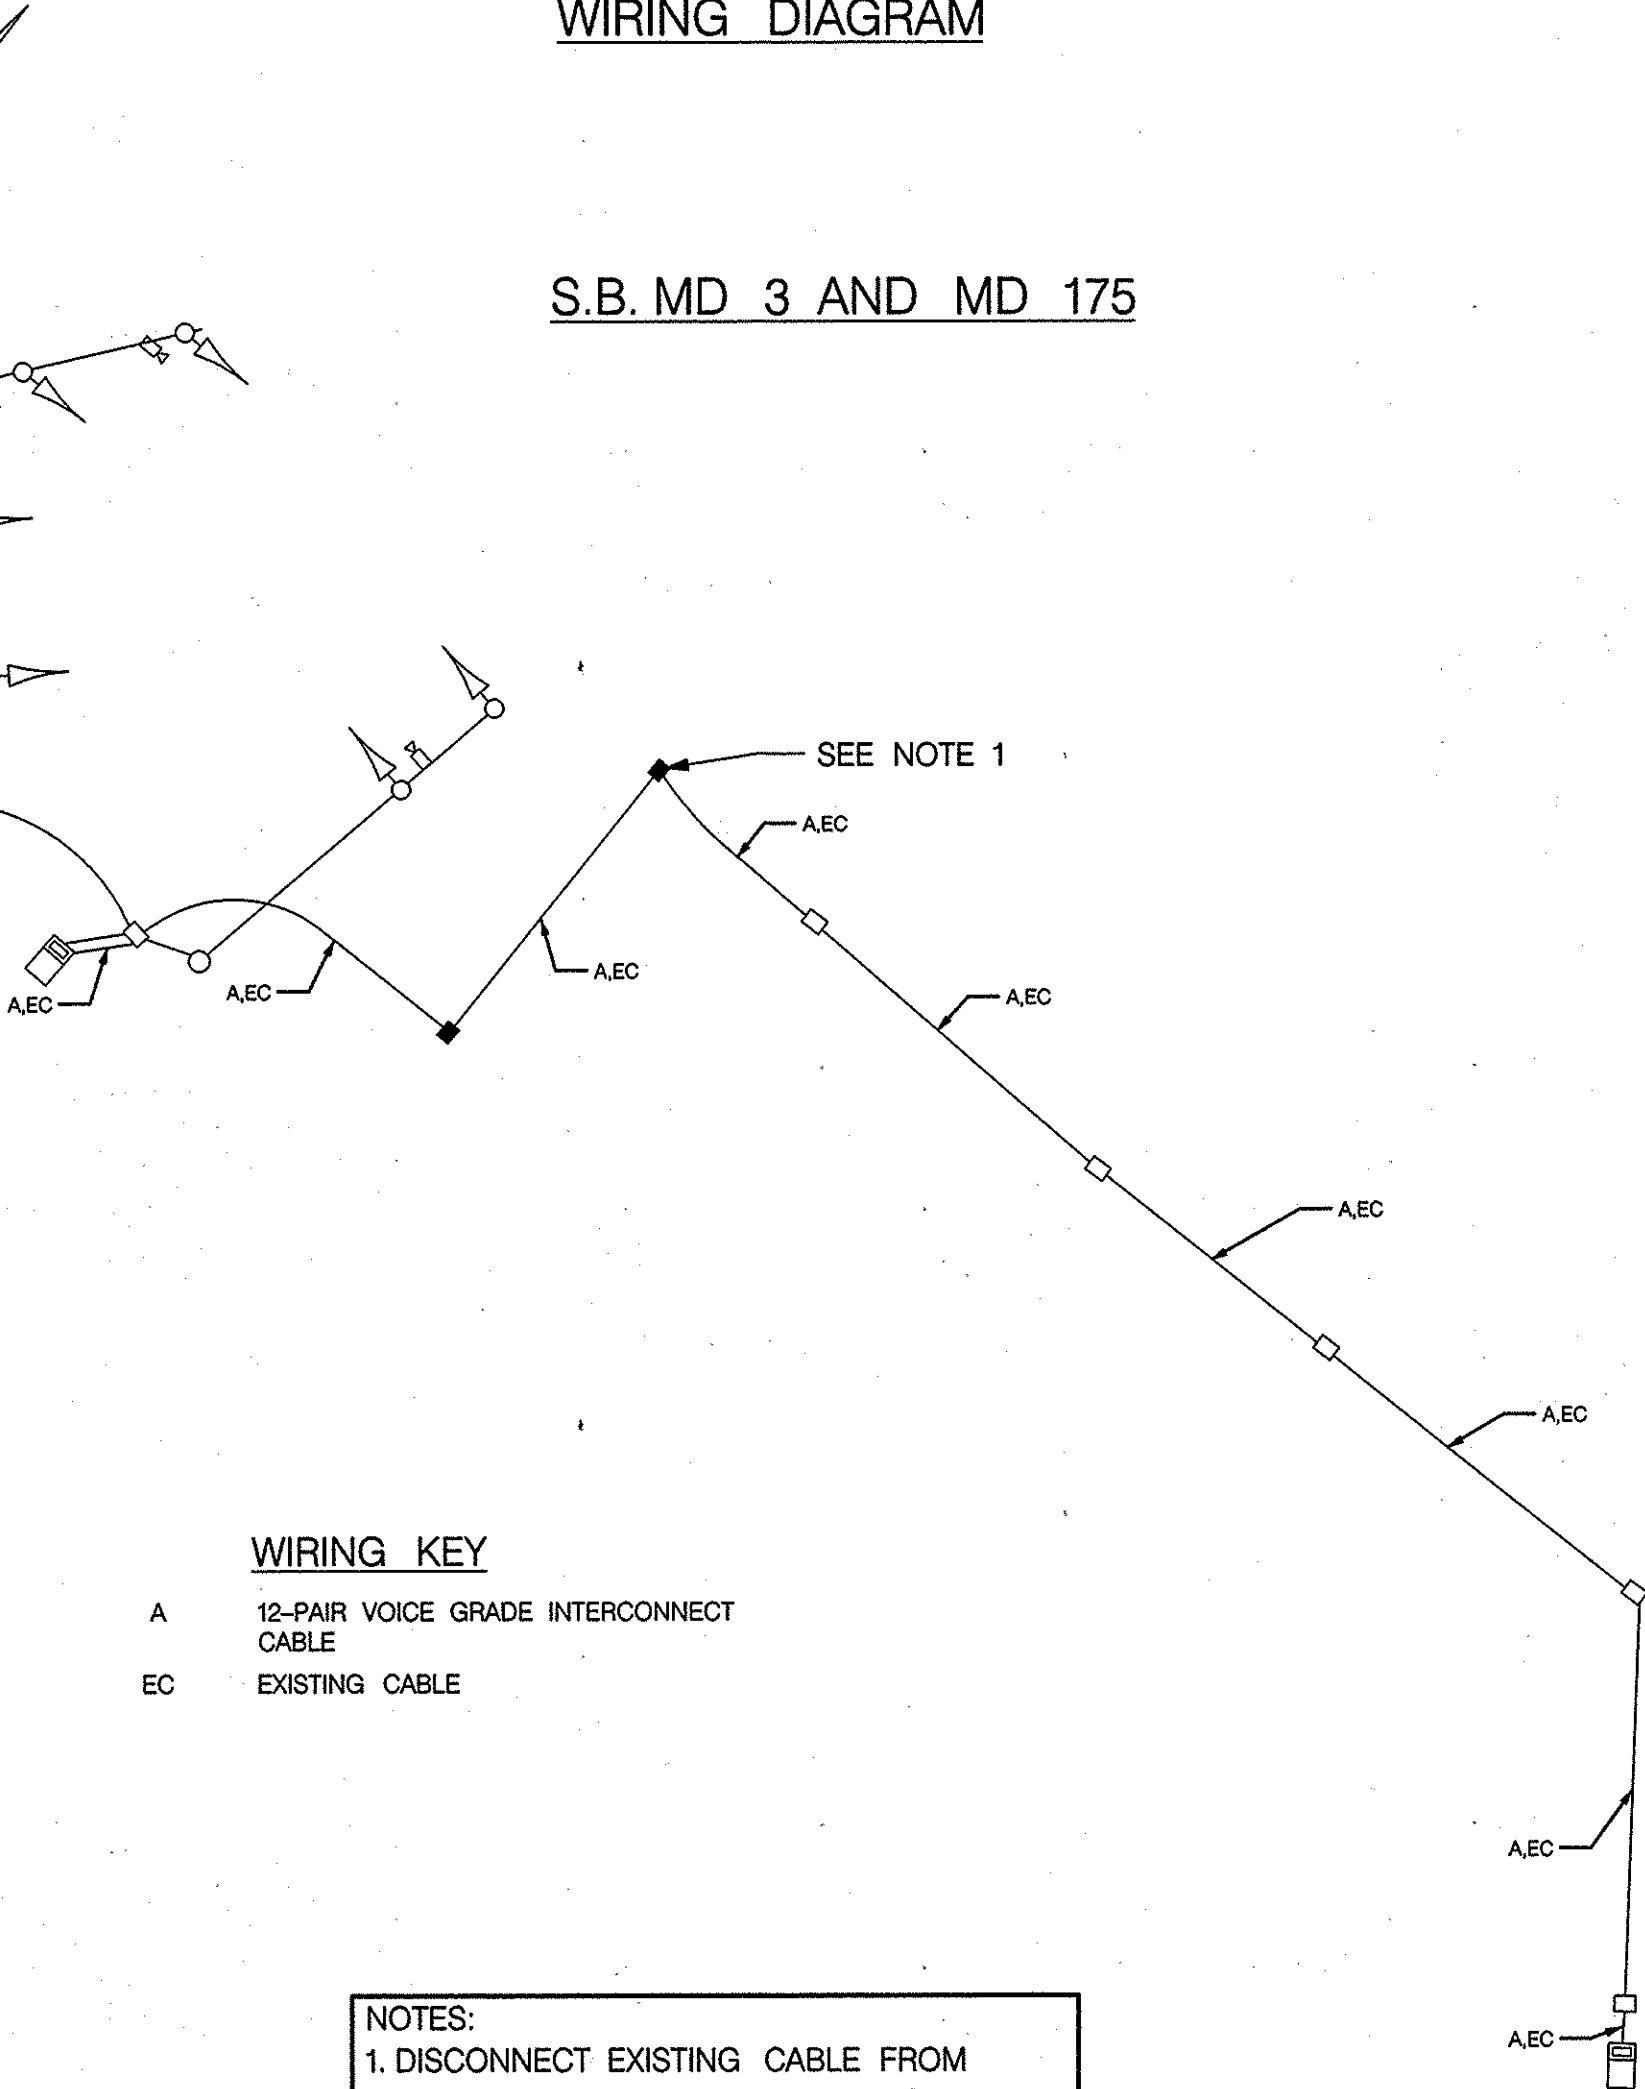 WIRING DIAGRAM
S.B. MD 3 AND MD 175
SEE NOTE 1
A,EC
A,EC
A,EC
A,EC
A,EC
A,EC
A,EC
WIRING KEY
A 12-PAIR VOICE GRADE INTERCONNECT
CABLE
EC EXISTING CABLE
A,EC
A,EC
NOTES:
1. DISCONNECT EXISTING CABLE FROM